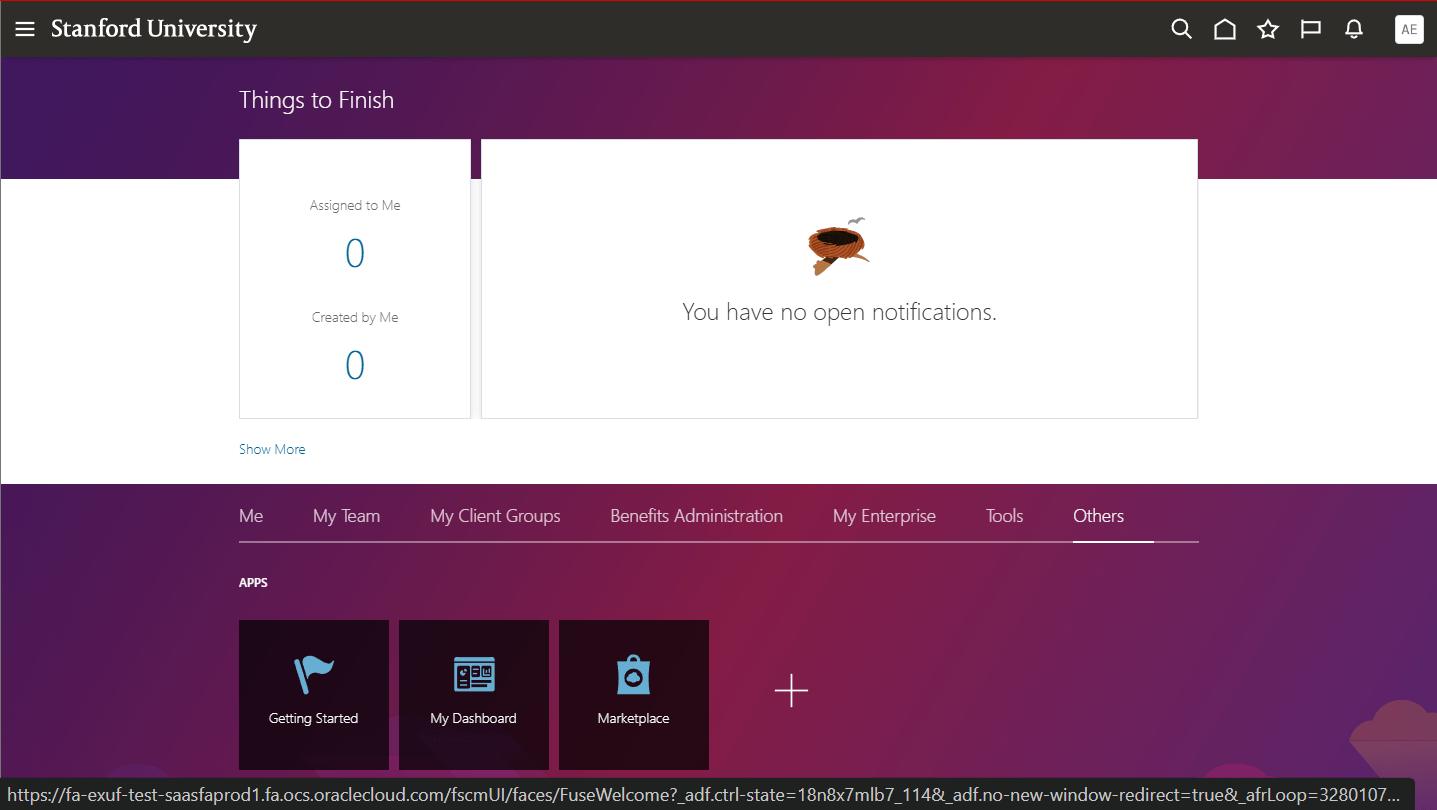 Stanford University
AE
Things to Finish
Assigned to Me
0
Created by Me
0
You have no open notifications.
Show More
Me My Team My Client Groups Benefits Administration My Enterprise Tools Others
APPS
Getting Started My Dashboard Marketplace
https://fa-exuf-test-saasfaprod1.fa.ocs.oraclecloud.com/fscmUI/faces/FuseWelcome?_adf.ctrl-state=18n8x7mlb7_114&_adf.no-new-window-redirect=true&_afrLoop=3280107...